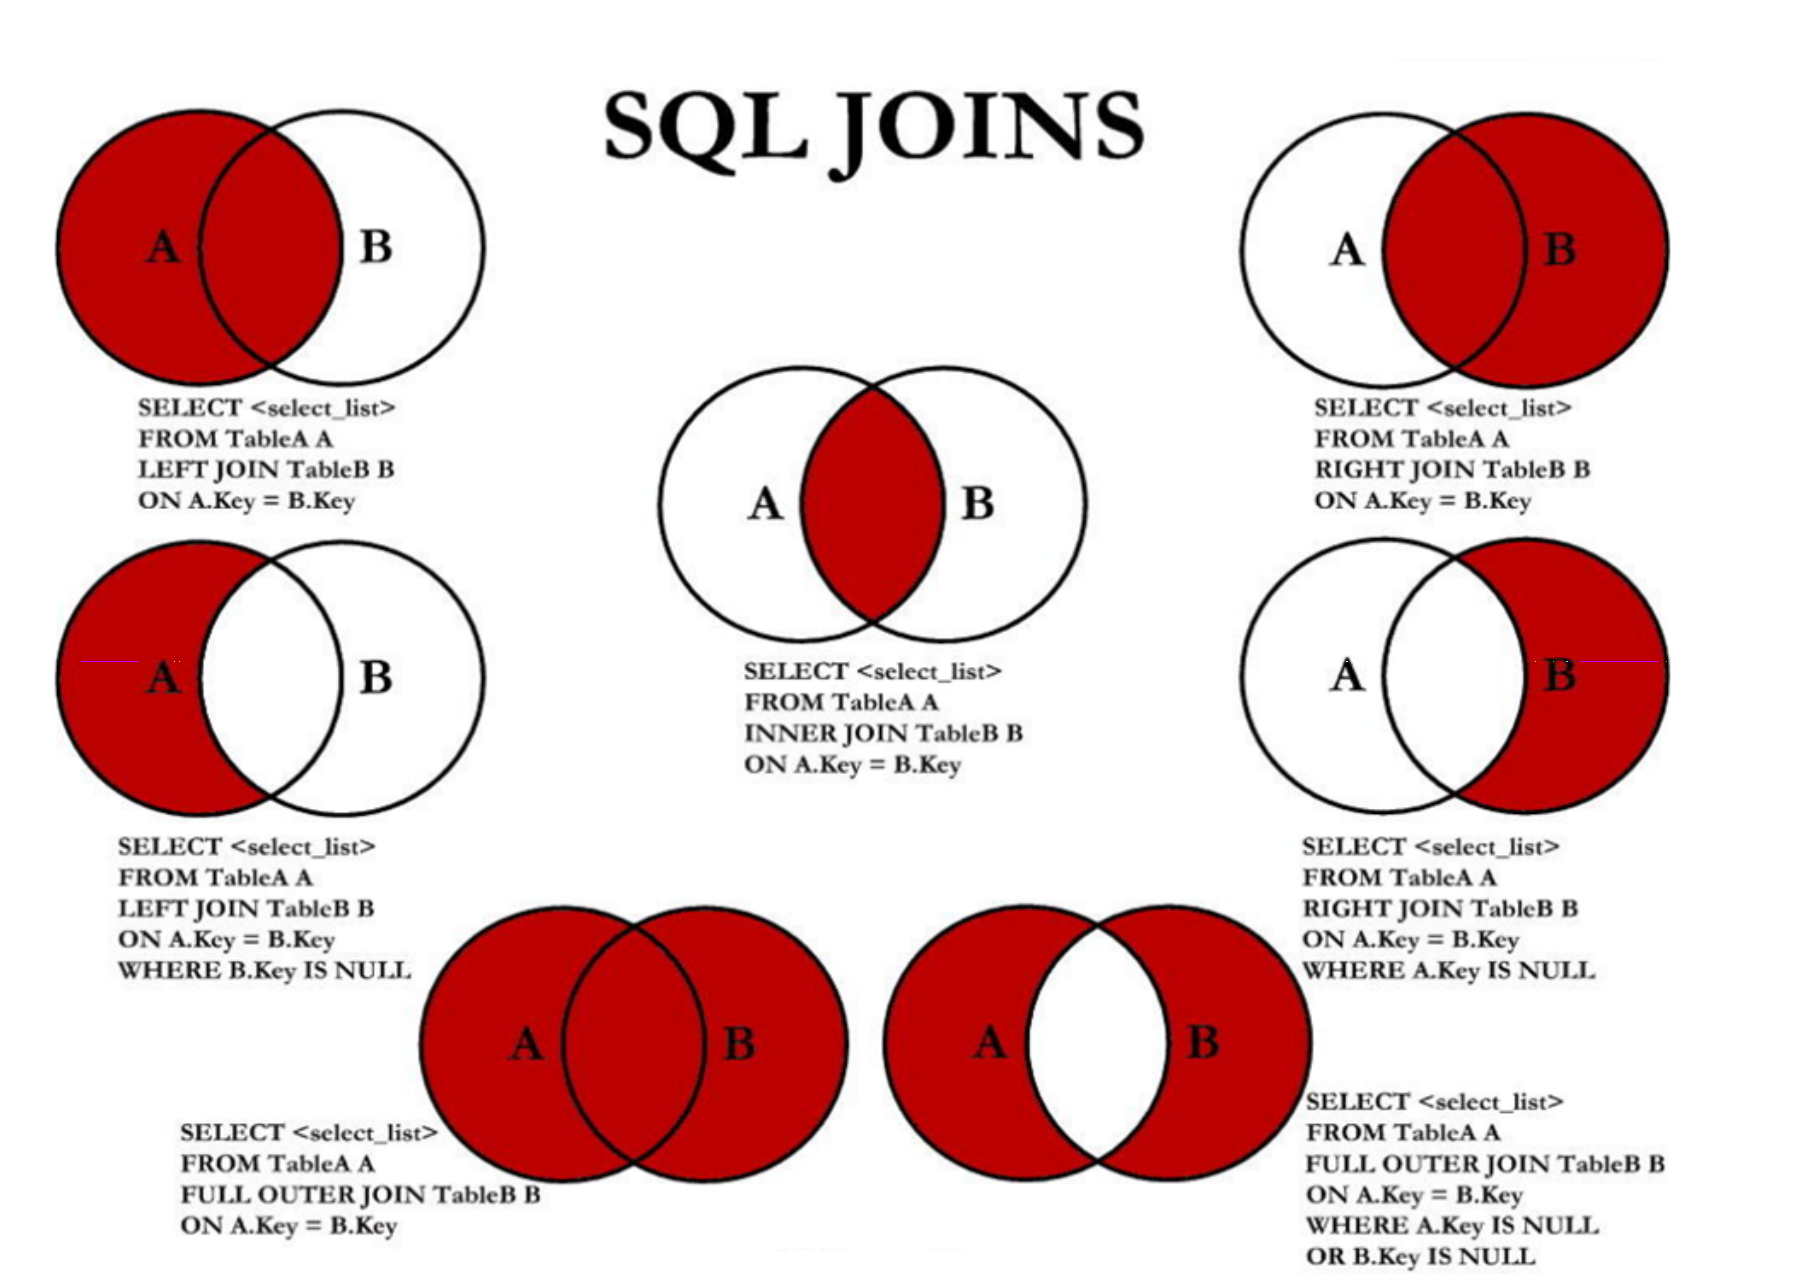 SQL JOINS
A B
SELECT <select_list>
FROM TableA A
LEFT JOIN TableB B
ON A.Key = B.Key
A B
SELECT <select_list>
FROM TableA A
RIGHT JOIN TableB B
ON A.Key = B.Key
A B
SELECT <select_list>
FROM TableA A
INNER JOIN TableB B
ON A.Key = B.Key
A B
SELECT <select_list>
FROM TableA A
LEFT JOIN TableB B
ON A.Key = B.Key
WHERE B.Key IS NULL
A B
SELECT <select_list>
FROM TableA A
RIGHT JOIN TableB B
ON A.Key = B.Key
WHERE A.Key IS NULL
A B
SELECT <select_list>
FROM TableA A
FULL OUTER JOIN TableB B
ON A.Key = B.Key
A B
SELECT <select_list>
FROM TableA A
FULL OUTER JOIN TableB B
ON A.Key = B.Key
WHERE A.Key IS NULL
OR B.Key IS NULL